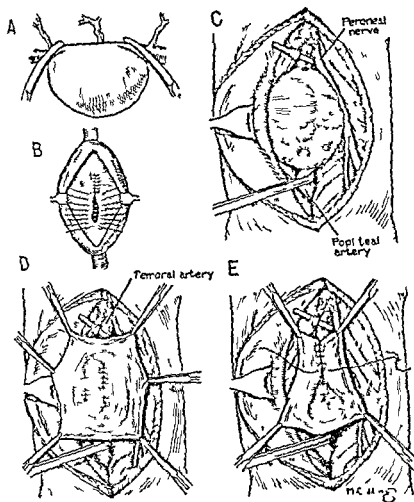 A
C
Peroneal
nerve
B
Popliteal
artery
D
Femoral artery
E